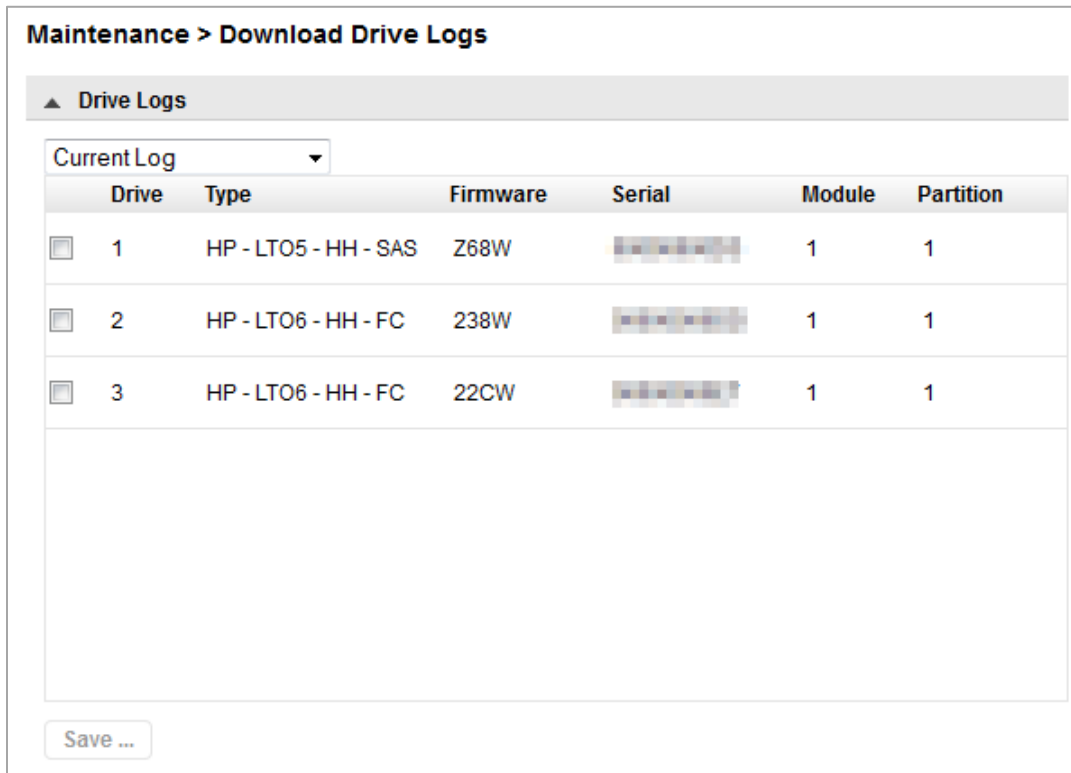 Maintenance > Download Drive Logs
Drive Logs
Current Log
Drive Type Firmware Serial Module Partition
1 HP - LTO5 - HH - SAS Z68W 1 1
2 HP - LTO6 - HH - FC 238W 1 1
3 HP - LTO6 - HH - FC 22CW 1 1
Save ...